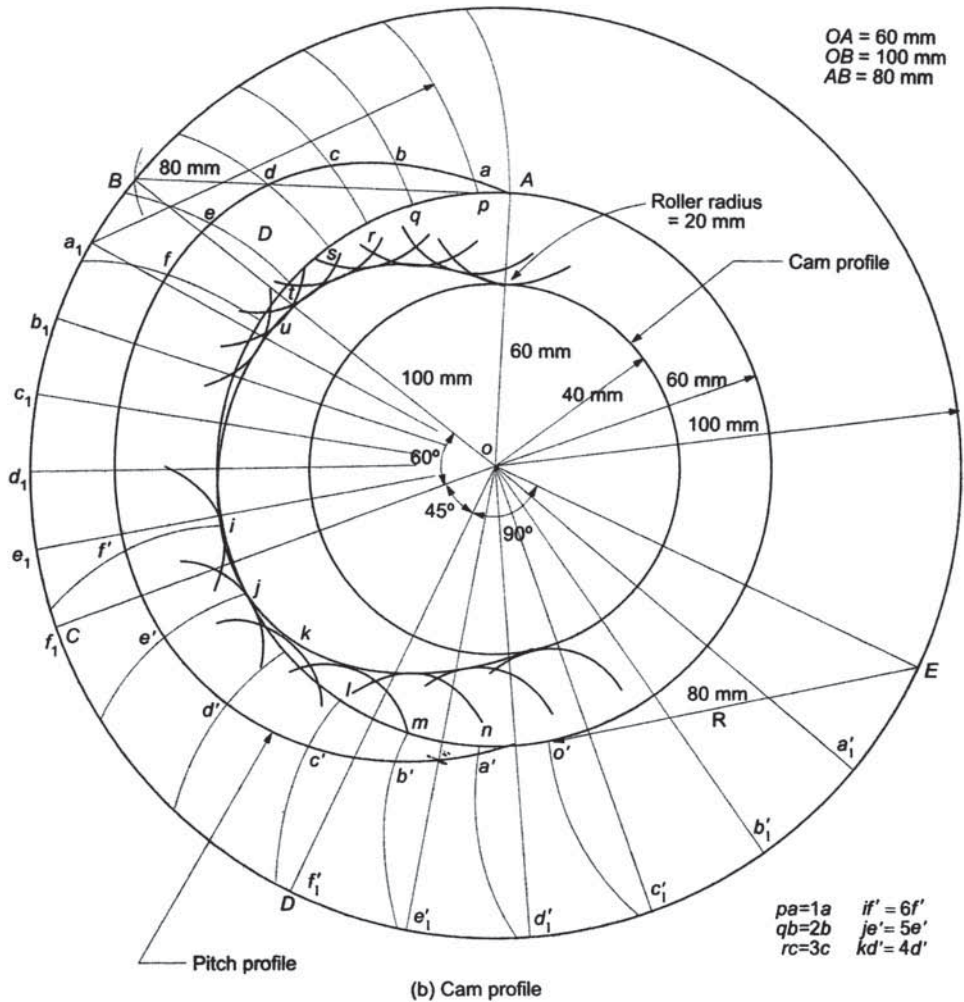 OA = 60 mm
OB = 100 mm
AB = 80 mm
c
b
a
A
B
80 mm
d
p
q
Roller radius
= 20 mm
e
D
r
s
Cam profile
a₁
f
t
u
b₁
60 mm
100 mm
60 mm
40 mm
c₁
100 mm
o
60°
d₁
45°
90°
i
e₁
f'
j
f₁ C
e'
k
E
l
80 mm
R
d'
m
n
c'
b'
a'
o'
a'₁
b'₁
f'₁
D
e'₁
d'₁
c'₁
pa=1a if' = 6f'
qb=2b je' = 5e'
rc=3c kd' = 4d'
Pitch profile
(b) Cam profile